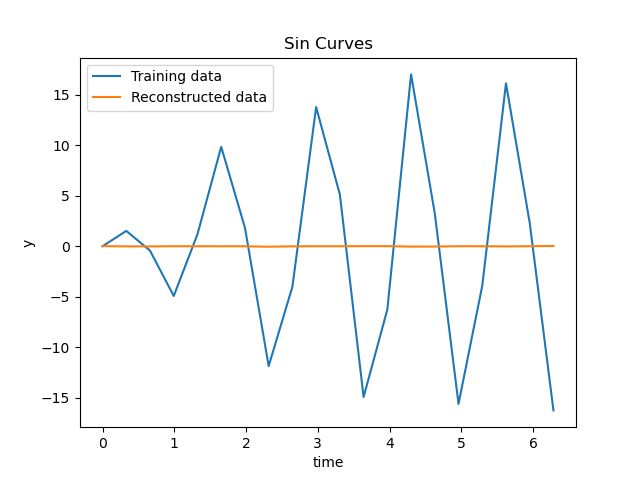 Sin Curves
Training data
Reconstructed data
15
10
5
0
−5
−10
−15
y
0 1 2 3 4 5 6
time